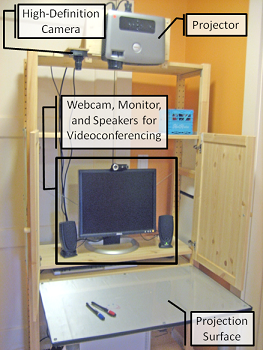 High-Definition
Camera
Projector
Webcam, Monitor,
and Speakers for
Videoconferencing
Projection
Surface